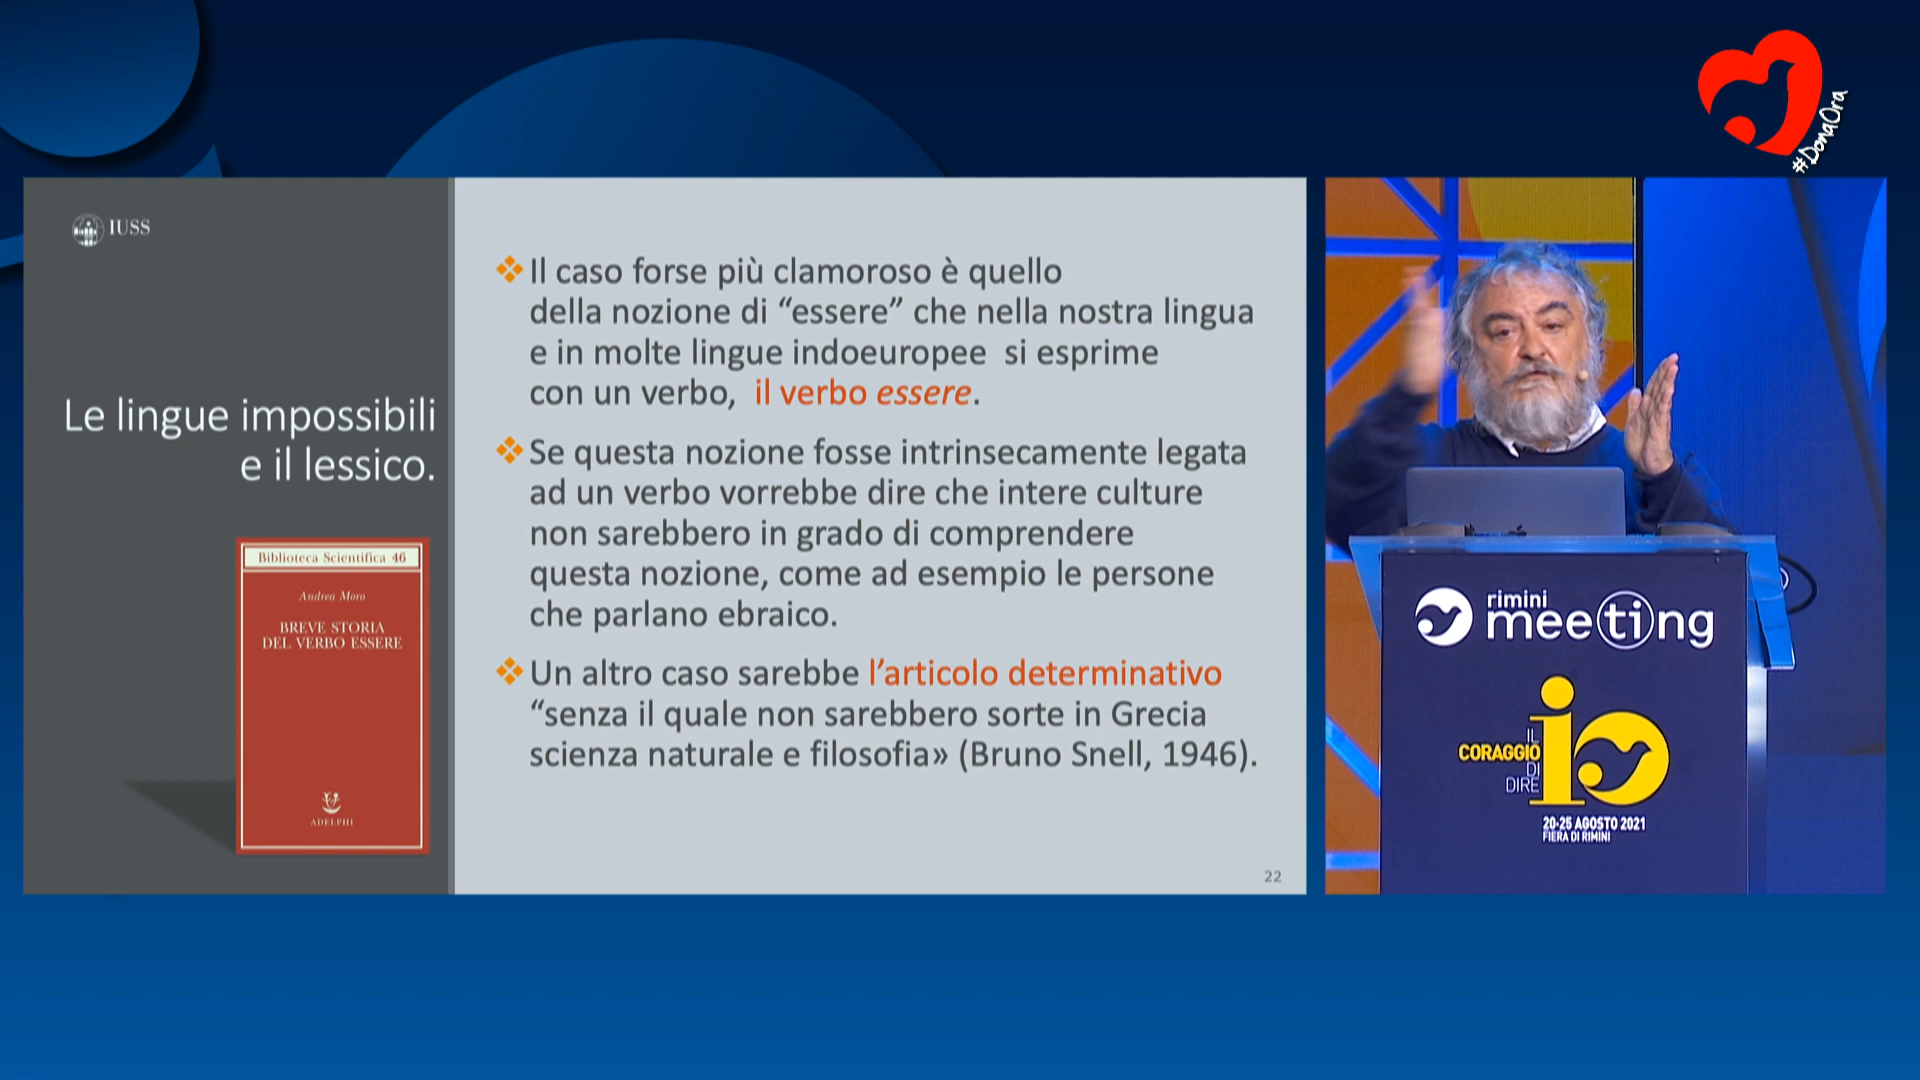 #DonaOra
IUSS
Le lingue impossibili
e il lessico.
Biblioteca Scientifica 46
Andrea Moro
BREVE STORIA
DEL VERBO ESSERE
ADELPHI
Il caso forse più clamoroso è quello
della nozione di “essere” che nella nostra lingua
e in molte lingue indoeuropee si esprime
con un verbo, il verbo essere.
Se questa nozione fosse intrinsecamente legata
ad un verbo vorrebbe dire che intere culture
non sarebbero in grado di comprendere
questa nozione, come ad esempio le persone
che parlano ebraico.
Un altro caso sarebbe l’articolo determinativo
“senza il quale non sarebbero sorte in Grecia
scienza naturale e filosofia» (Bruno Snell, 1946).
22
rimini
meeting
IL
CORAGGIO
DI
DIRE
io
20-25 AGOSTO 2021
FIERA DI RIMINI